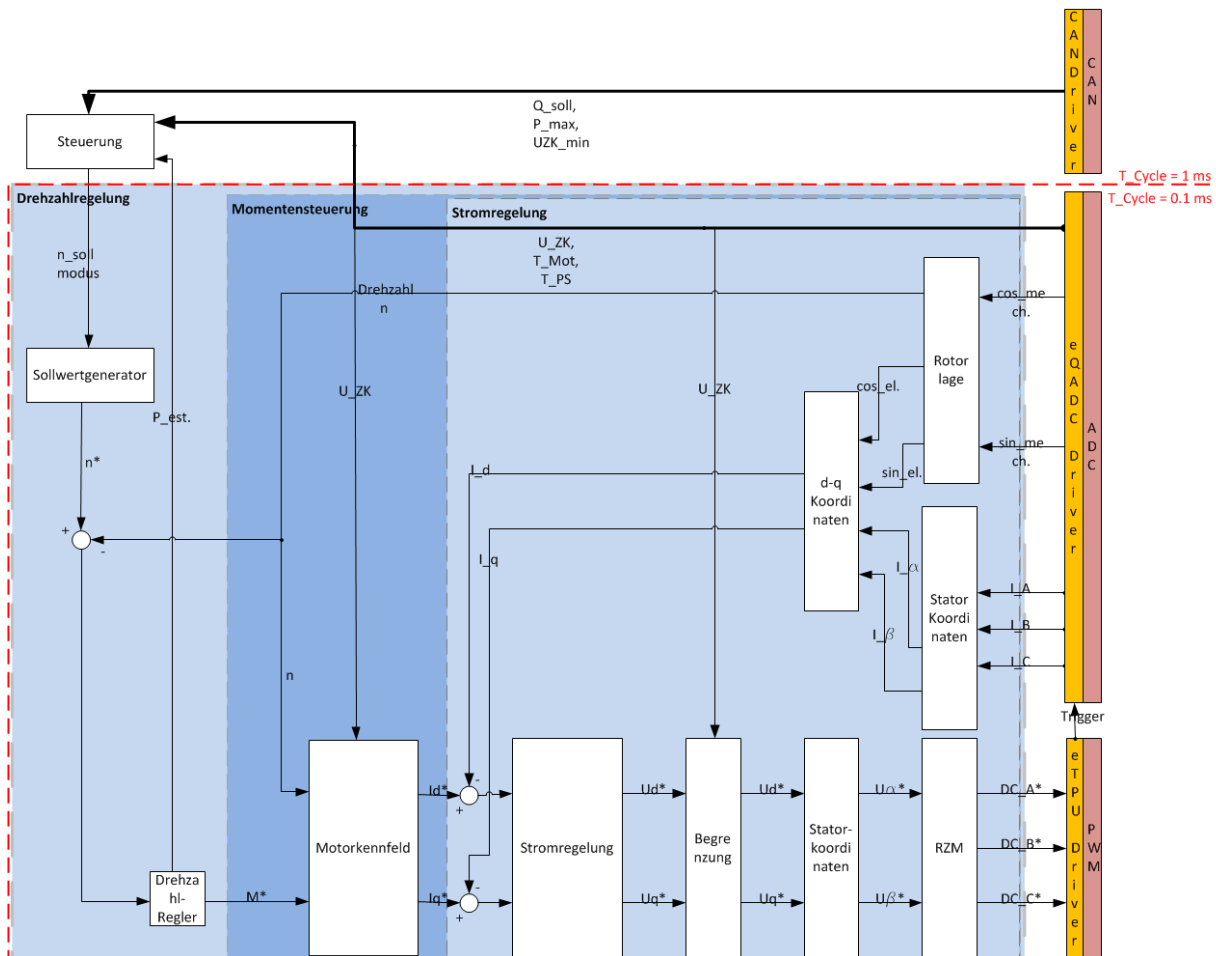 CANDriver
CAN
Q_soll,
P_max,
UZK_min
Steuerung
T_Cycle = 1 ms
T_Cycle = 0.1 ms
Drehzahlregelung
Momentensteuerung
Stromregelung
n_soll
modus
U_ZK,
T_Mot,
T_PS
Drehzahl
n
cos_me
ch.
Rotor
lage
eQADC Driver
ADC
Sollwertgenerator
P_est.
U_ZK
U_ZK
cos_el.
sin_me
ch.
sin_el.
n*
I_d
d-q
Koordi
naten
+
-
I_q
I_α
I_β
Stator
Koordi
naten
I_A
I_B
I_C
n
Trigger
Motorkennfeld
Id*
-
+
Stromregelung
Ud*
Begre
nzung
Ud*
Stator-
koordi
naten
Uα*
RZM
DC_A*
DC_B*
eTPU Driver
PWM
Drehza
hl-
Regler
M*
Iq*
-
+
Uq*
Uq*
Uβ*
DC_C*